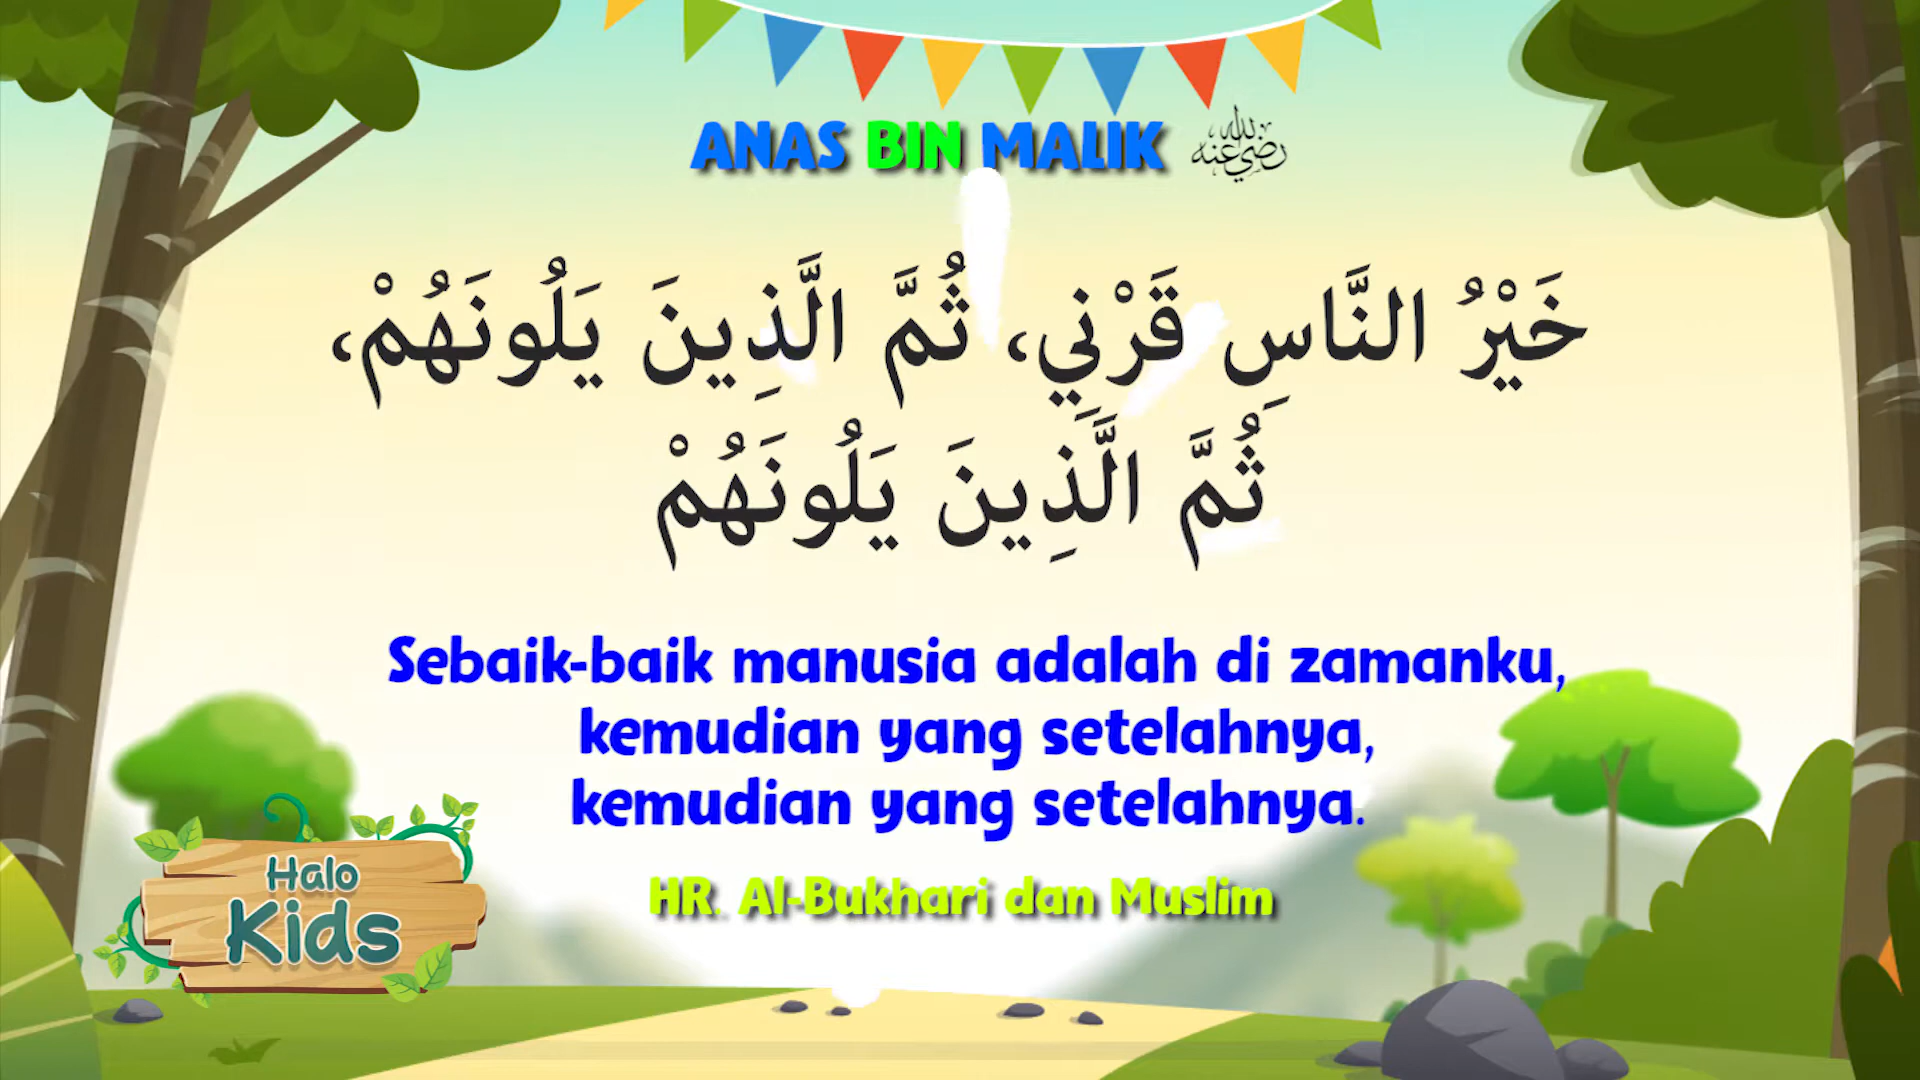 ANAS BIN MALIK رضي الله عنه
خَيْرُ النَّاسِ قَرْنِي، ثُمَّ الَّذِينَ يَلُونَهُمْ،
ثُمَّ الَّذِينَ يَلُونَهُمْ
Sebaik-baik manusia adalah di zamanku,
kemudian yang setelahnya,
kemudian yang setelahnya.
HR. Al-Bukhari dan Muslim
Halo
Kids